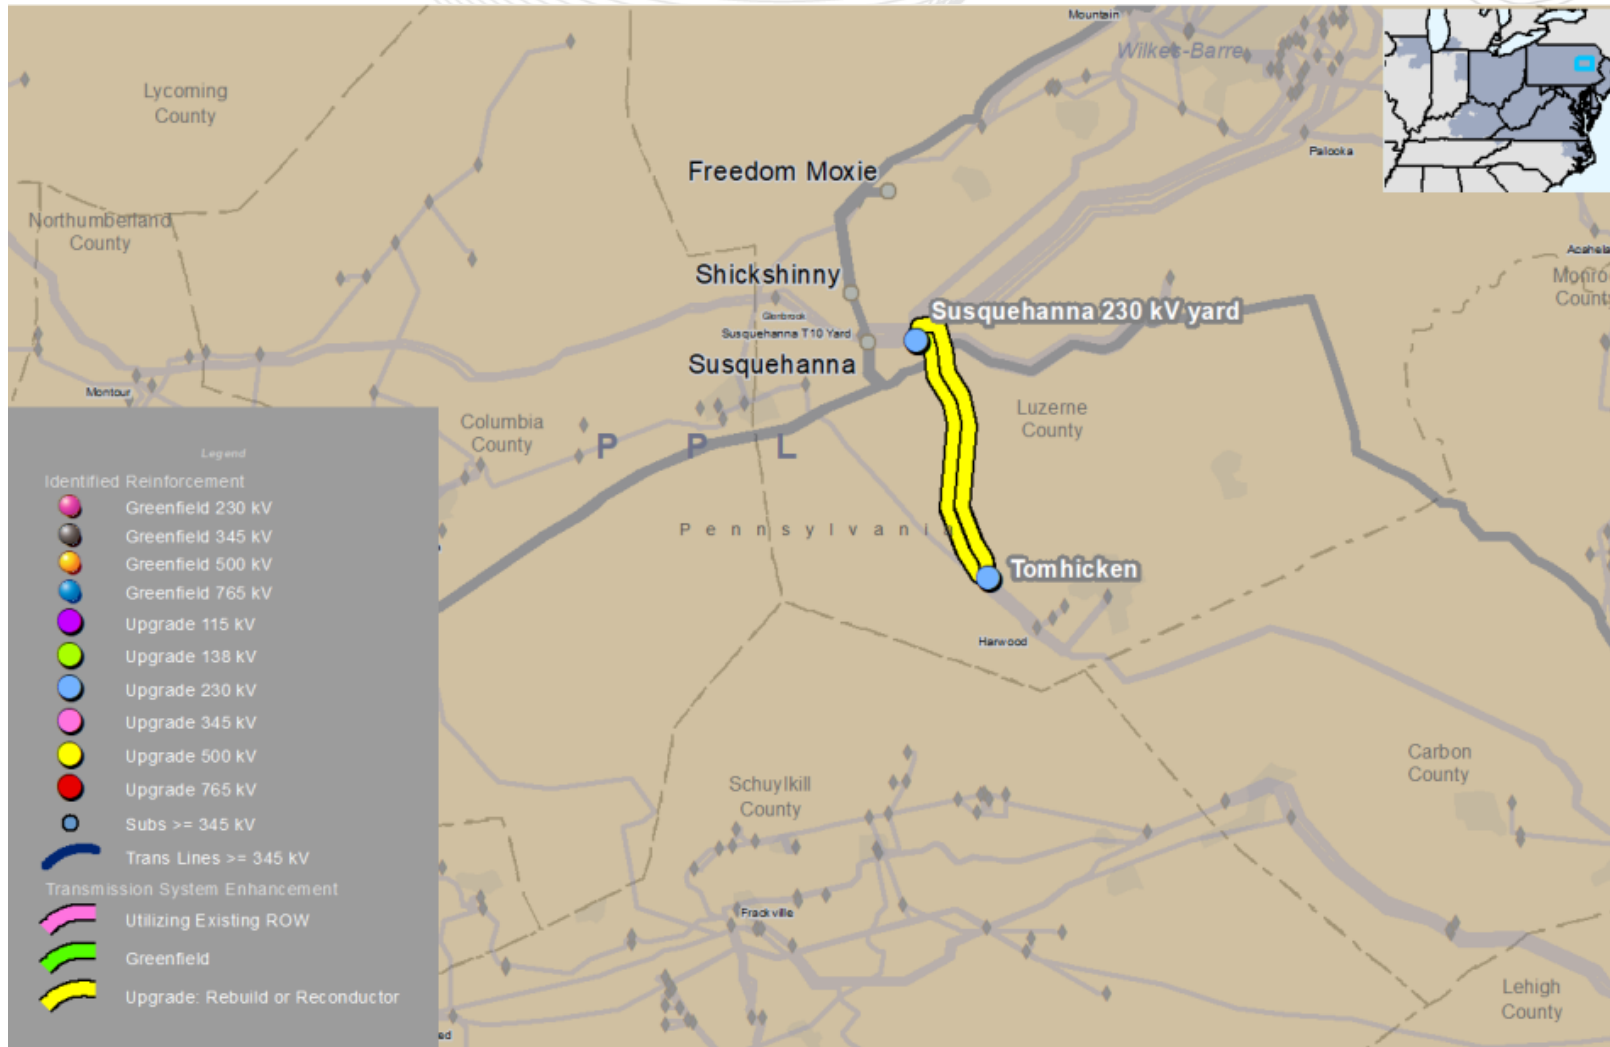 Mountain
Wilkes-Barre
Lycoming
County
Palooka
Freedom Moxie
Northumberland
County
Acahela
Monro
Count
Shickshinny
Glenbrook
Susquehanna 230 kV yard
Susquehanna T10 Yard
Susquehanna
Montour
Columbia
County
Luzerne
County
P P L
Pennsylvani
Tomhicken
Harwood
Carbon
County
Schuylkill
County
Frackville
Lehigh
County
ed
Legend
Identified Reinforcement
Greenfield 230 kV
Greenfield 345 kV
Greenfield 500 kV
Greenfield 765 kV
Upgrade 115 kV
Upgrade 138 kV
Upgrade 230 kV
Upgrade 345 kV
Upgrade 500 kV
Upgrade 765 kV
Subs >= 345 kV
Trans Lines >= 345 kV
Transmission System Enhancement
Utilizing Existing ROW
Greenfield
Upgrade: Rebuild or Reconductor